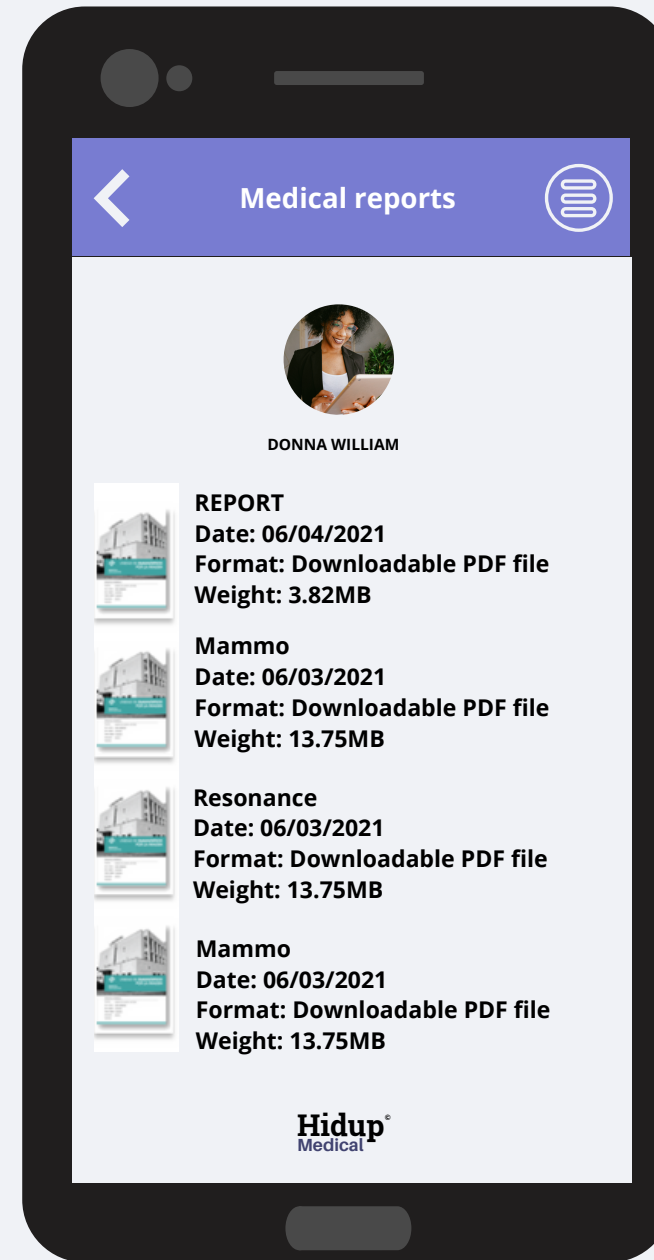 Medical reports
DONNA WILLIAM
REPORT
Date: 06/04/2021
Format: Downloadable PDF file
Weight: 3.82MB
Mammo
Date: 06/03/2021
Format: Downloadable PDF file
Weight: 13.75MB
Resonance
Date: 06/03/2021
Format: Downloadable PDF file
Weight: 13.75MB
Mammo
Date: 06/03/2021
Format: Downloadable PDF file
Weight: 13.75MB
Hidup©
Medical